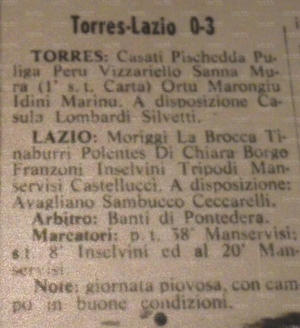 Torres-Lazio 0-3
TORRES: Casati Pischedda Pu-
liga Peru Vizzariello Sanna Mu-
ra (1' s. t. Carta) Ortu Marongiu
Idini Marinu. A disposizione Ca-
sula Lombardi Silvetti.
LAZIO: Moriggi La Brocca Ti-
naburri Polentes Di Chiara Borgo
Franzoni Inselvini Tripodi Man-
servisi Castellucci. A disposizione:
Avagliano Sambucco Ceccarelli.
Arbitro: Banti di Pontedera.
Marcatori: p. t. 38' Manservisi;
s.t. 8' Inselvini ed al 20' Man-
servisi
Note: giornata piovosa, con cam
po in buone condizioni.